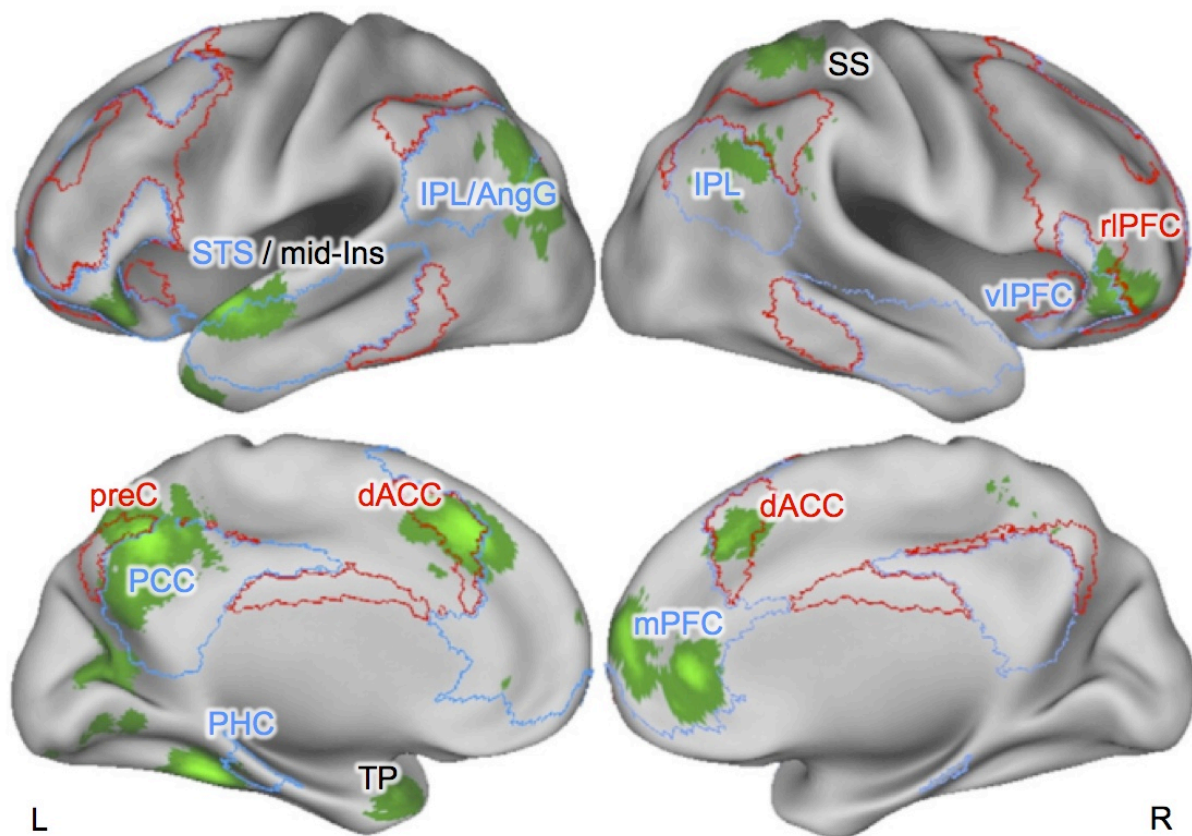 SS
IPL/AngG
IPL
STS / mid-Ins
rlPFC
vlPFC
preC
dACC
dACC
PCC
mPFC
PHC
TP
L
R